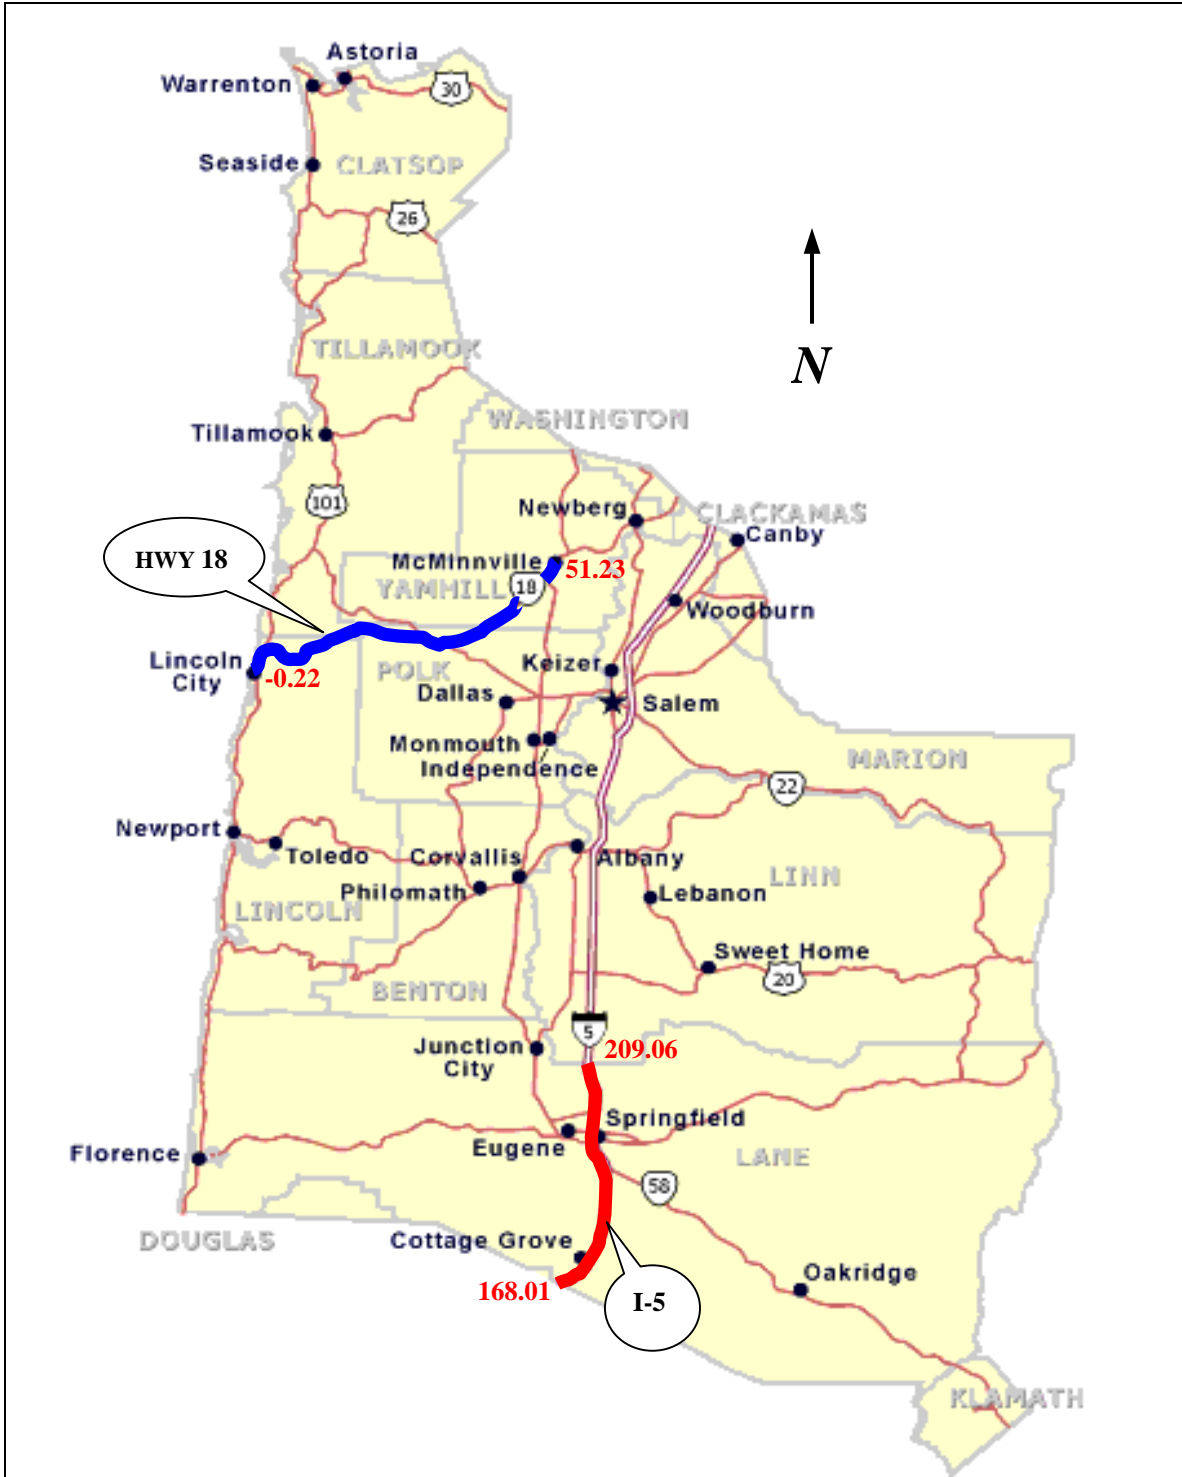 Astoria
Warrenton
30
Seaside
CLATSOP
26
N
TILLAMOOK
WASHINGTON
Tillamook
101
Newberg
CLACKAMAS
Canby
HWY 18
McMinnville
51.23
YAMHILL
18
Woodburn
Lincoln
City
-0.22
POLK
Keizer
Dallas
Salem
Monmouth
Independence
MARION
22
Newport
Toledo
Corvallis
Albany
Philomath
LINN
Lebanon
LINCOLN
Sweet Home
20
BENTON
5
209.06
Junction
City
Springfield
Eugene
Florence
LANE
58
DOUGLAS
Cottage Grove
168.01
I-5
Oakridge
KLAMATH